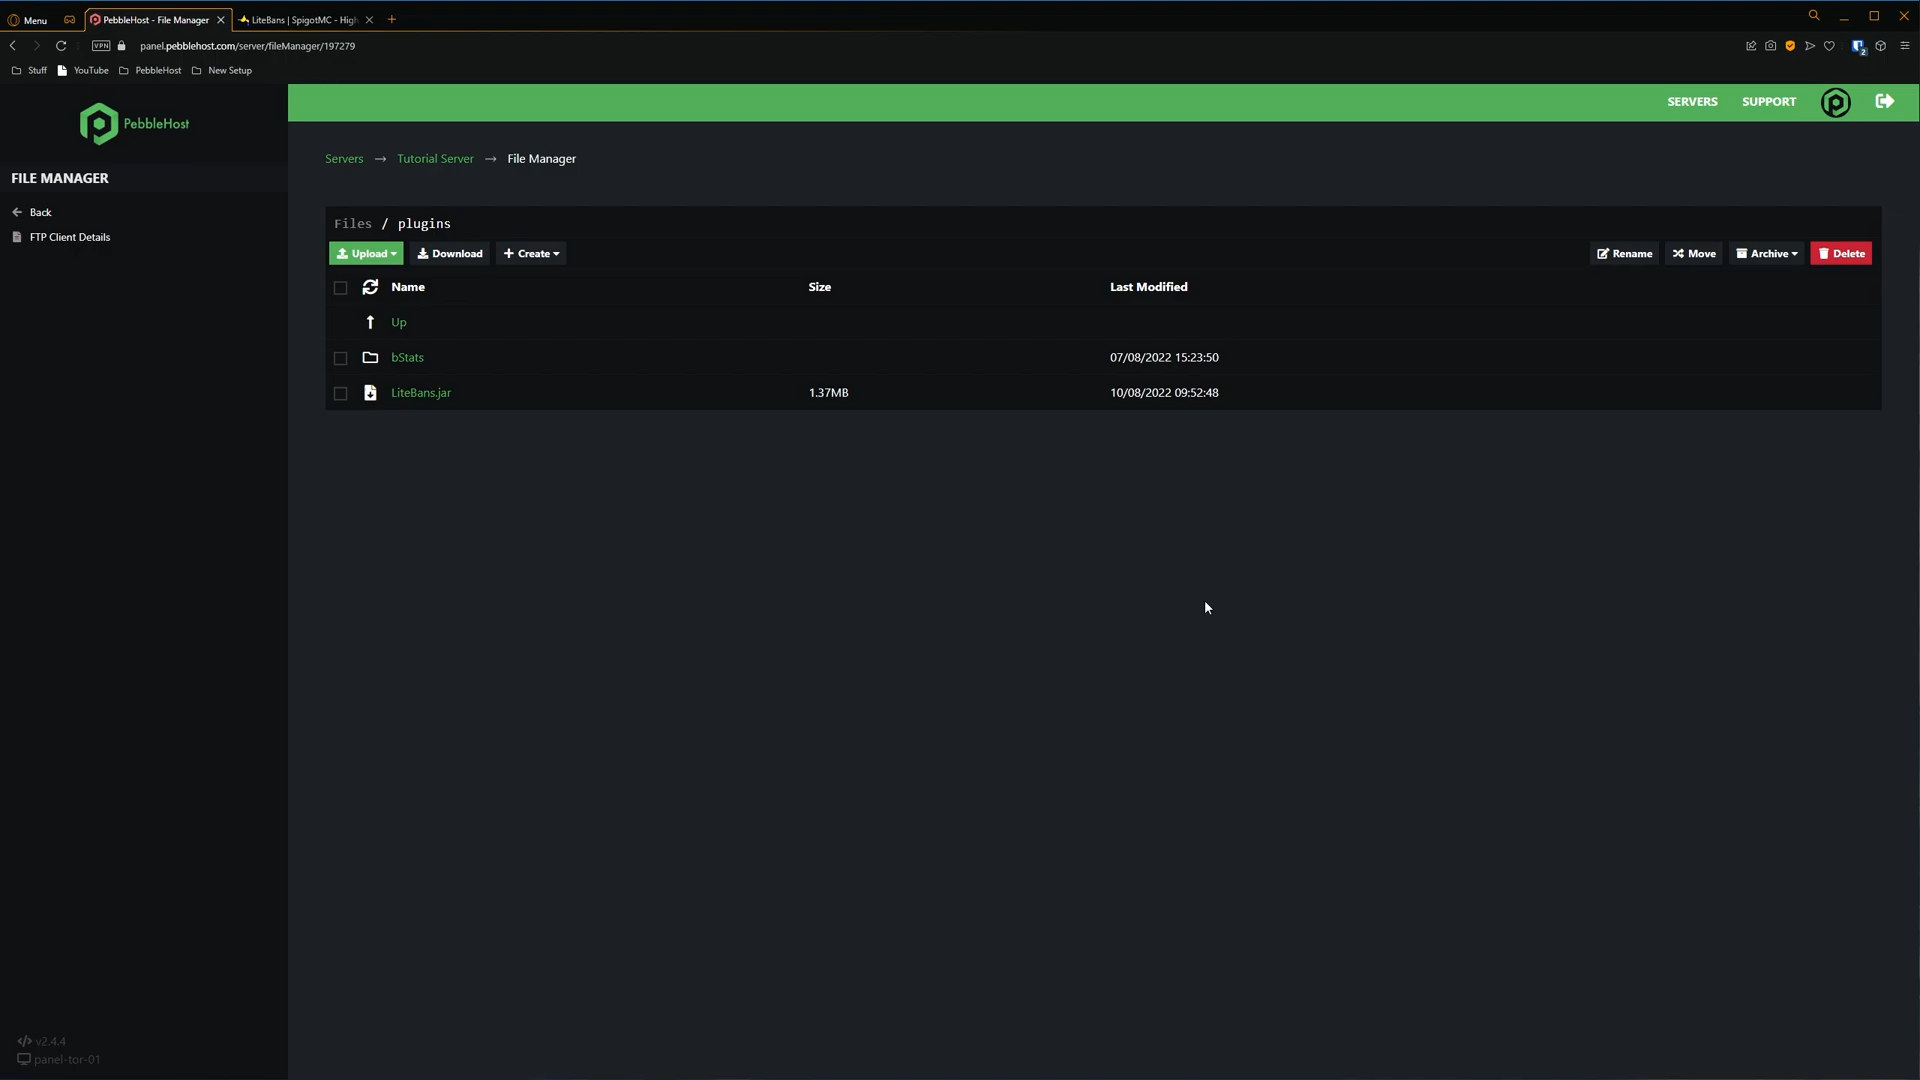 Menu
PebbleHost - File Manager
LiteBans | SpigotMC - High
VPN
panel.pebblehost.com/server/fileManager/197279
2
Stuff
YouTube
PebbleHost
New Setup
PebbleHost
SERVERS
SUPPORT
FILE MANAGER
Back
FTP Client Details
Servers → Tutorial Server → File Manager
Files / plugins
Upload
Download
+ Create
Rename
Move
Archive
Delete
Name Size Last Modified
Up
bStats 07/08/2022 15:23:50
LiteBans.jar 1.37MB 10/08/2022 09:52:48
</> v2.4.4
panel-tor-01